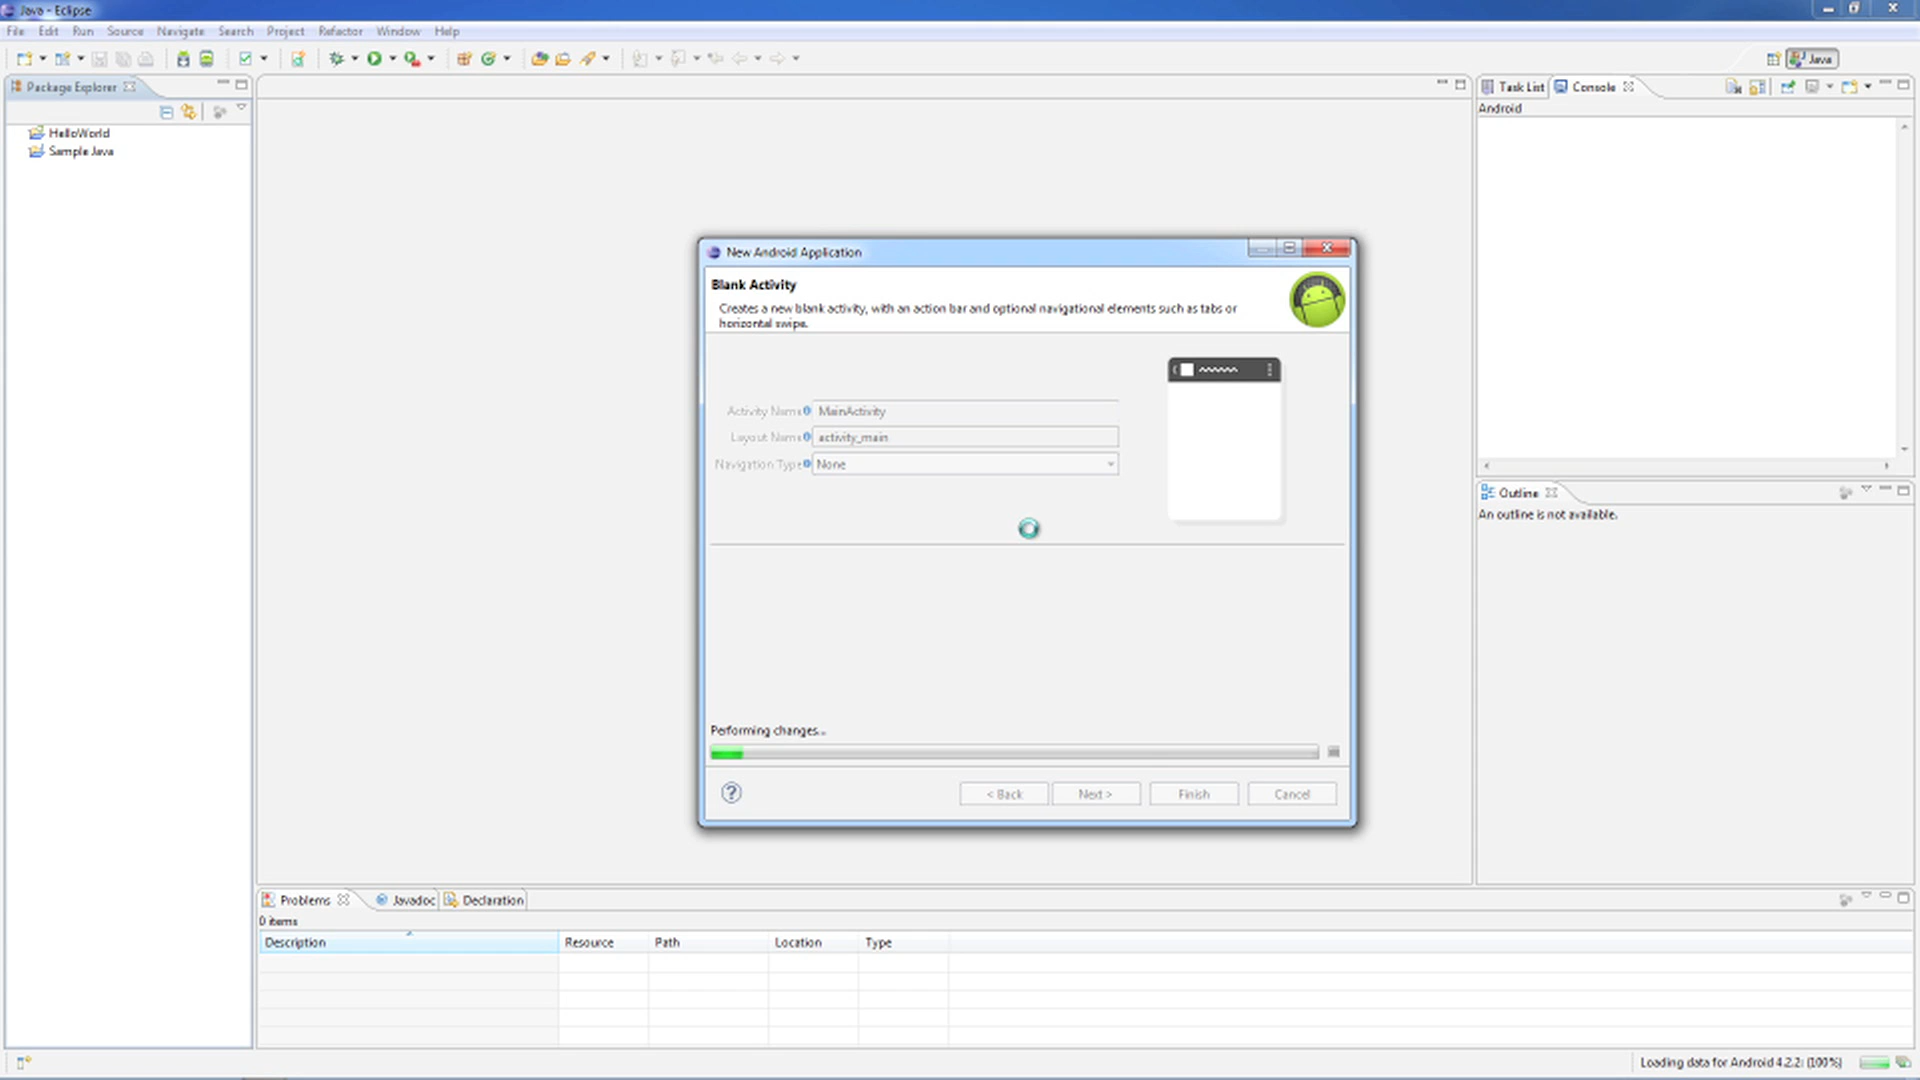 Java - Eclipse
File Edit Run Source Navigate Search Project Refactor Window Help
Java
Package Explorer
HelloWorld
Sample Java
Task List
Console
Android
New Android Application
Blank Activity
Creates a new blank activity, with an action bar and optional navigational elements such as tabs or
horizontal swipe.
Activity Name MainActivity
Layout Name activity_main
Navigation Type None
Performing changes...
?
< Back
Next >
Finish
Cancel
Outline
An outline is not available.
Problems
Javadoc
Declaration
0 items
Description Resource Path Location Type
Loading data for Android 4.2.2: (100%)